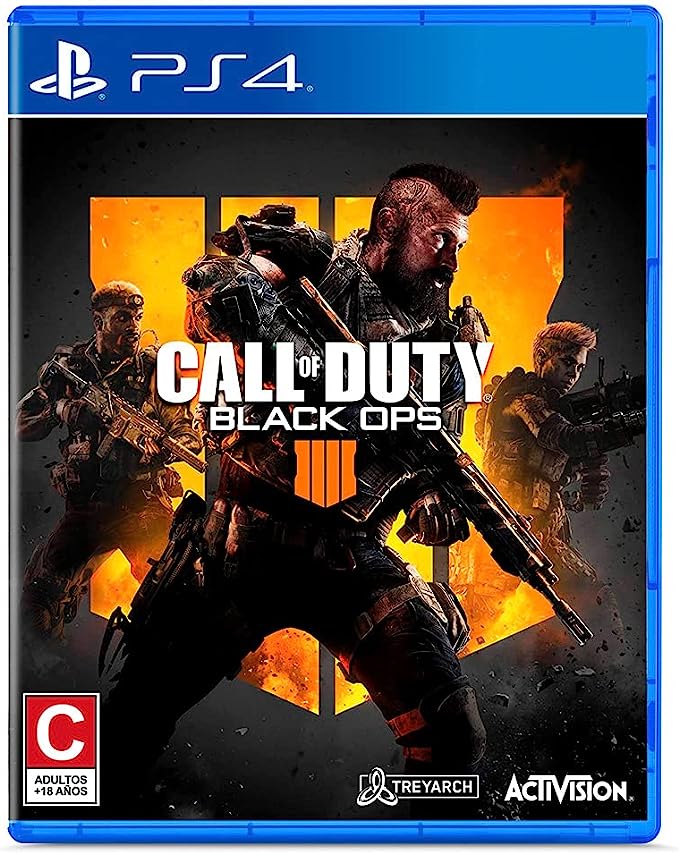 PS4
CALL OF DUTY®
BLACK OPS
IIII
C
ADULTOS
+18 AÑOS
TREYARCH
ACTIVISION.